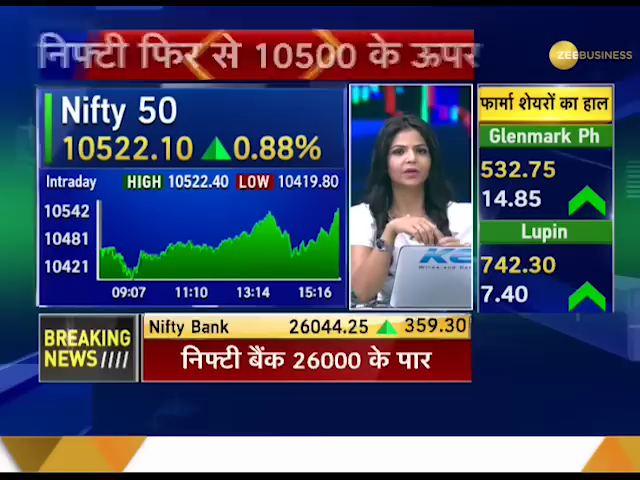 निफ्टी फिर से 10500 के ऊपर
ZEE BUSINESS
Nifty 50
10522.10 0.88%
Intraday HIGH 10522.40 LOW 10419.80
10542
10481
10421
09:07 11:10 13:14 15:16
फार्मा शेयरों का हाल
Glenmark Ph
532.75
14.85
Lupin
742.30
7.40
BREAKING
NEWS
Nifty Bank 26044.25 359.30
निफ्टी बैंक 26000 के पार